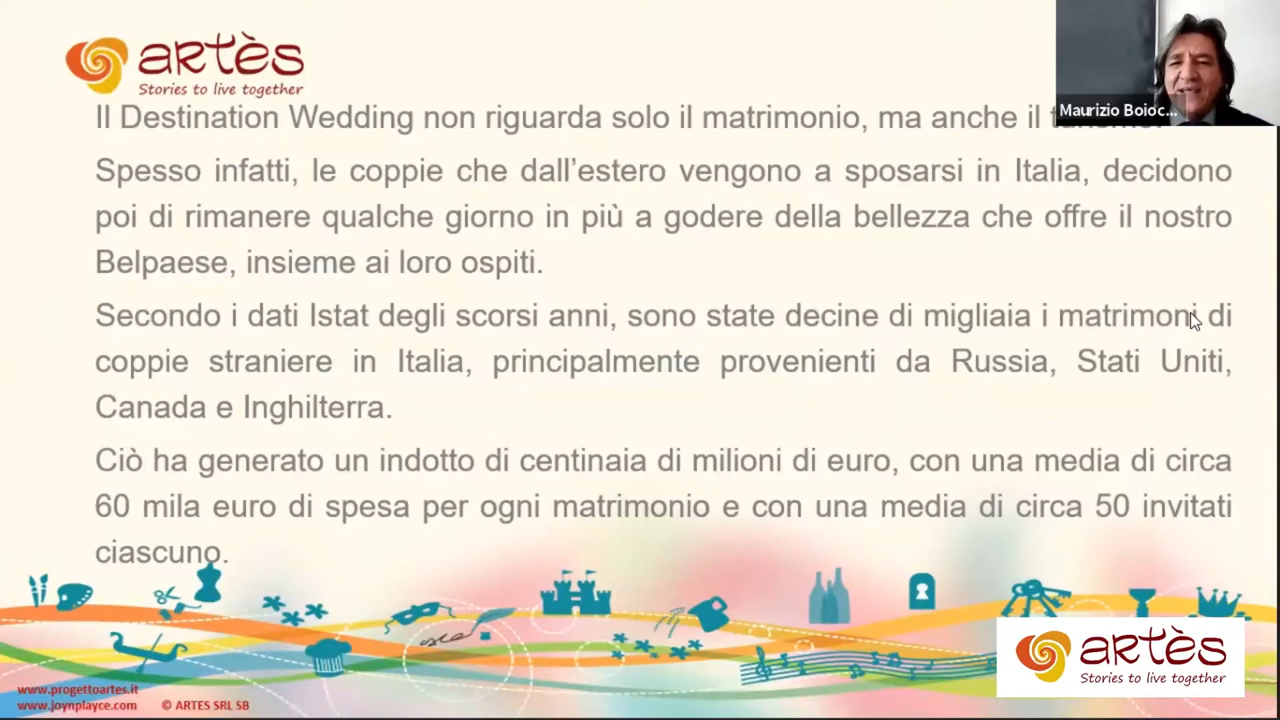 artès
Stories to live together
Maurizio Boioc...
Il Destination Wedding non riguarda solo il matrimonio, ma anche il
Spesso infatti, le coppie che dall'estero vengono a sposarsi in Italia, decidono
poi di rimanere qualche giorno in più a godere della bellezza che offre il nostro
Belpaese, insieme ai loro ospiti.
Secondo i dati Istat degli scorsi anni, sono state decine di migliaia i matrimoni di
coppie straniere in Italia, principalmente provenienti da Russia, Stati Uniti,
Canada e Inghilterra.
Ciò ha generato un indotto di centinaia di milioni di euro, con una media di circa
60 mila euro di spesa per ogni matrimonio e con una media di circa 50 invitati
ciascuno.
www.progettoartes.it
www.joynplayce.com © ARTES SRL SB
artès
Stories to live together